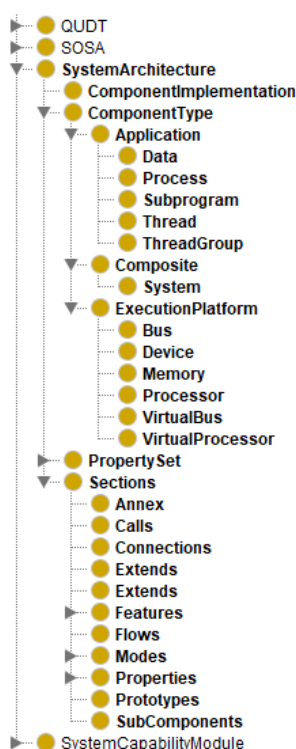 QUDT
SOSA
SystemArchitecture
ComponentImplementation
ComponentType
Application
Data
Process
Subprogram
Thread
ThreadGroup
Composite
System
ExecutionPlatform
Bus
Device
Memory
Processor
VirtualBus
VirtualProcessor
PropertySet
Sections
Annex
Calls
Connections
Extends
Extends
Features
Flows
Modes
Properties
Prototypes
SubComponents
SystemCapabilityModule